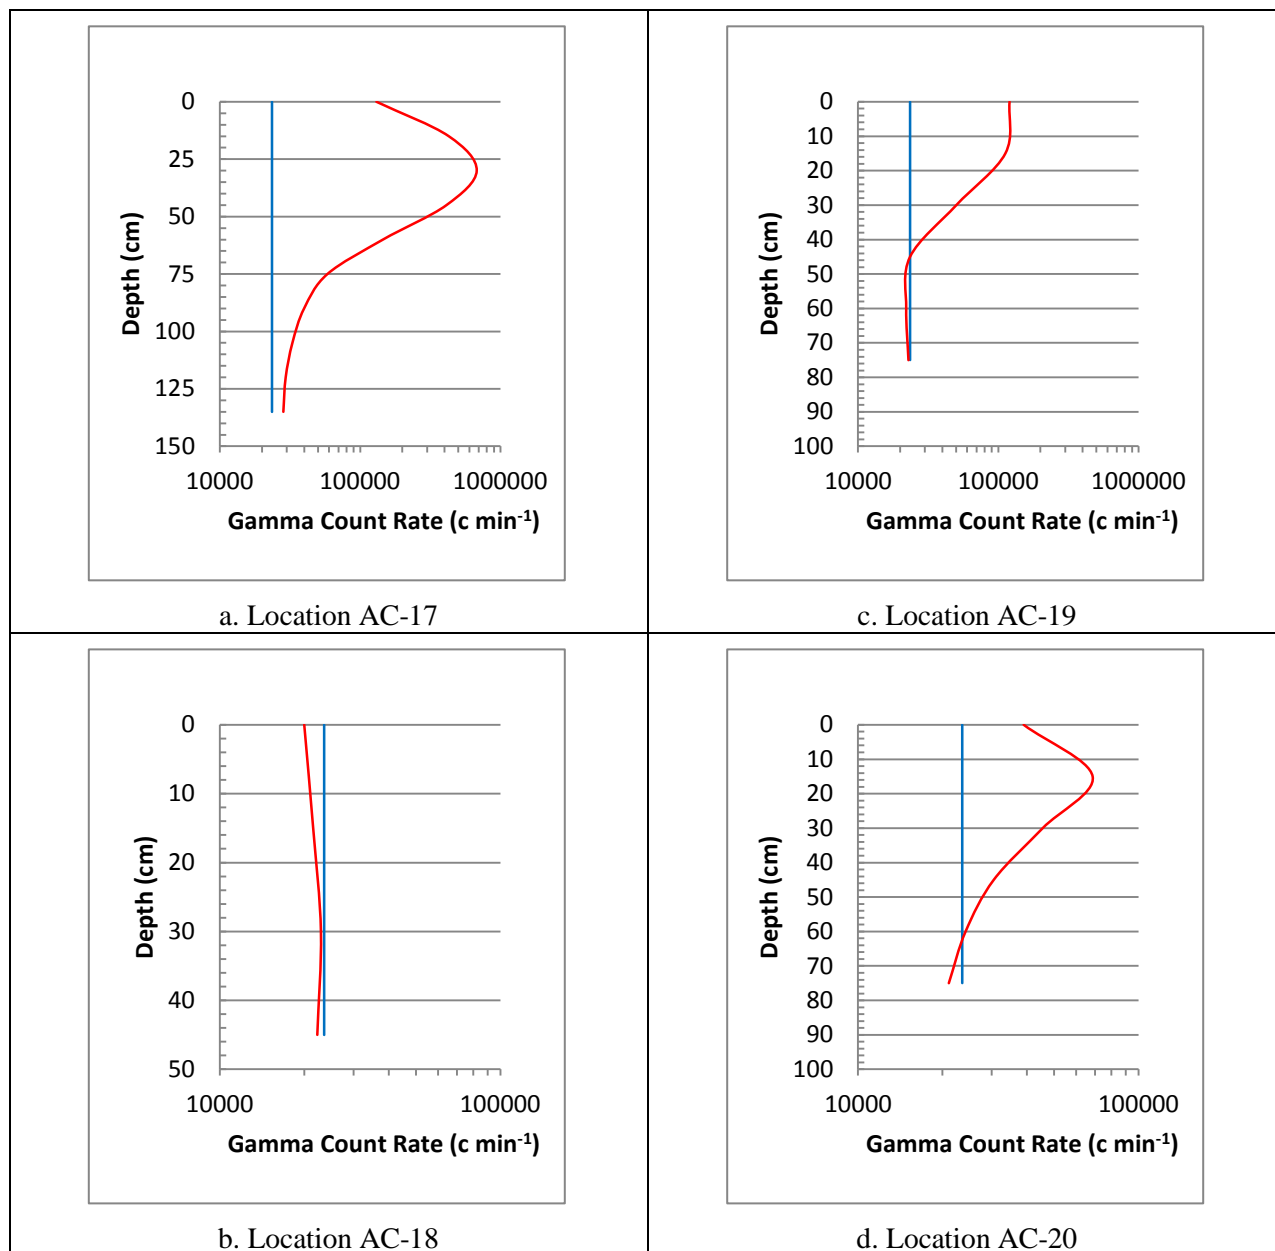 0
25
50
75
100
125
150
Depth (cm)
10000 100000 1000000
Gamma Count Rate (c min⁻¹)
a. Location AC-17
0
10
20
30
40
50
60
70
80
90
100
Depth (cm)
10000 100000 1000000
Gamma Count Rate (c min⁻¹)
c. Location AC-19
0
10
20
30
40
50
Depth (cm)
10000 100000
Gamma Count Rate (c min⁻¹)
b. Location AC-18
0
10
20
30
40
50
60
70
80
90
100
Depth (cm)
10000 100000
Gamma Count Rate (c min⁻¹)
d. Location AC-20